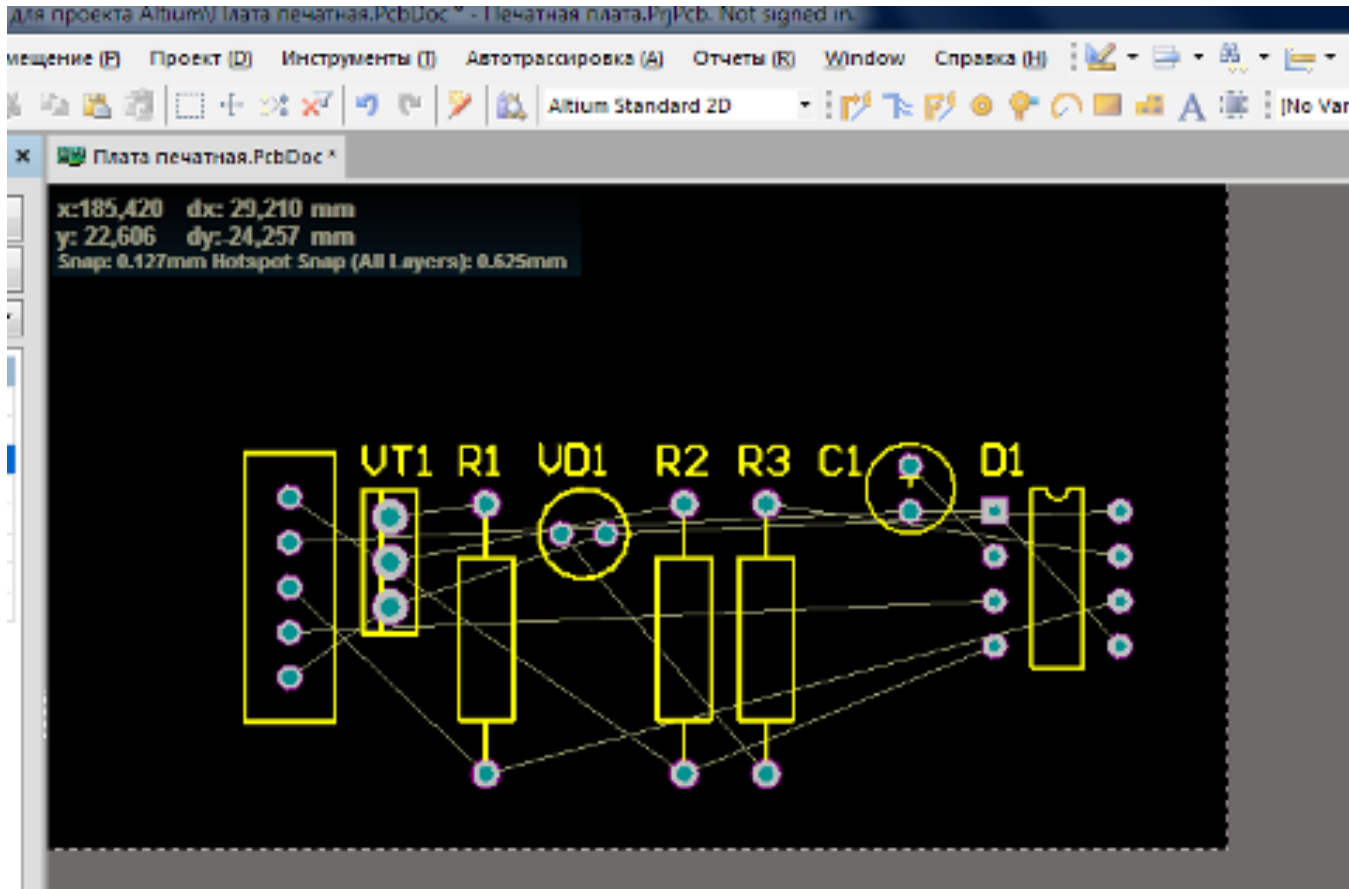 для проекта Altium\Плата печатная.PcbDoc * - Печатная плата.PrjPcb. Not signed in.
мещение (P) Проект (D) Инструменты (T) Автотрассировка (A) Отчеты (R) Window Справка (H)
Altium Standard 2D
[No Var
Плата печатная.PcbDoc *
x:185,420 dx: 29,210 mm
y: 22,606 dy:-24,257 mm
Snap: 0.127mm Hotspot Snap (All Layers): 0.625mm
VT1 R1 VD1 R2 R3 C1 D1
+